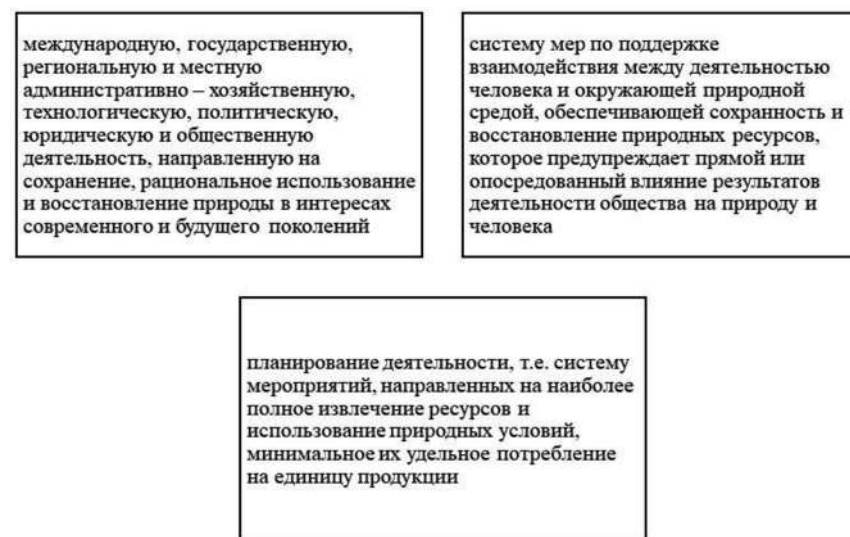 международную, государственную,
региональную и местную
административно – хозяйственную,
технологическую, политическую,
юридическую и общественную
деятельность, направленную на
сохранение, рациональное использование
и восстановление природы в интересах
современного и будущего поколений
систему мер по поддержке
взаимодействия между деятельностью
человека и окружающей природной
средой, обеспечивающей сохранность и
восстановление природных ресурсов,
которое предупреждает прямой или
опосредованный влияние результатов
деятельности общества на природу и
человека
планирование деятельности, т.е. систему
мероприятий, направленных на наиболее
полное извлечение ресурсов и
использование природных условий,
минимальное их удельное потребление
на единицу продукции